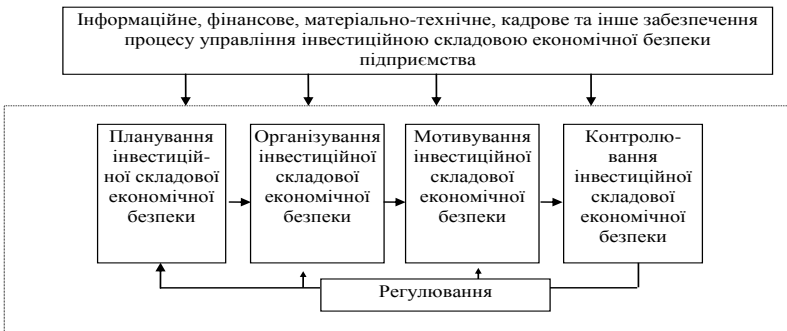 Інформаційне, фінансове, матеріально-технічне, кадрове та інше забезпечення
процесу управління інвестиційною складовою економічної безпеки
підприємства
Планування
інвестицій-
ної складової
економічної
безпеки
Організування
інвестиційної
складової
економічної
безпеки
Мотивування
інвестиційної
складової
економічної
безпеки
Контролю-
вання
інвестиційної
складової
економічної
безпеки
Регулювання